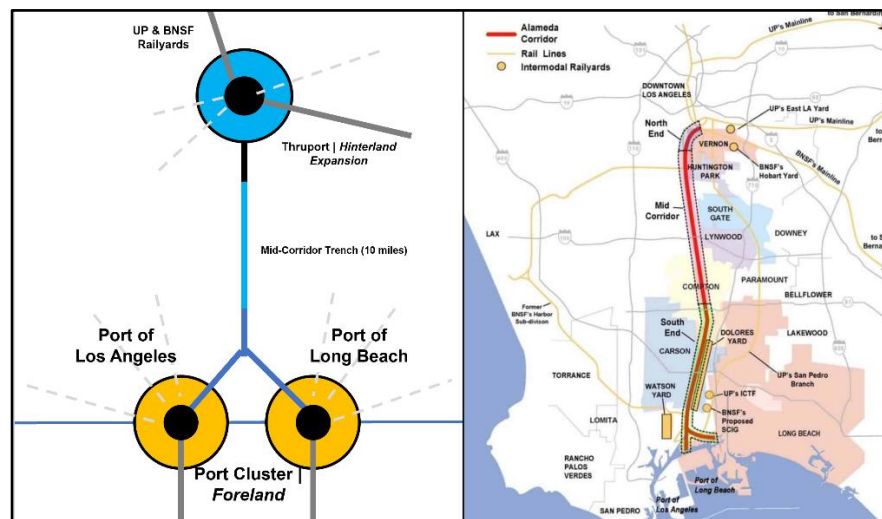 UP & BNSF
Railyards
Thruport | Hinterland
Expansion
Mid-Corridor Trench (10 miles)
Port of
Los Angeles
Port of
Long Beach
Port Cluster |
Foreland
Alameda
Corridor
Rail Lines
Intermodal Railyards
UP's Mainline
to San Bernardino
DOWNTOWN
LOS ANGELES
UP's East LA Yard
North
End
UP's Mainline
VERNON
BNSF's
Hobart Yard
BNSF's Mainline
HUNTINGTON
PARK
Mid
Corridor
SOUTH
GATE
LAX
LYNWOOD
DOWNEY
PARAMOUNT
COMPTON
BELLFLOWER
Former
BNSF's Harbor
Sub-divison
South
End
DOLORES
YARD
LAKEWOOD
CARSON
TORRANCE
UP's San Pedro
Branch
WATSON
YARD
UP's ICTF
BNSF's
Proposed
SCIG
LOMITA
LONG BEACH
RANCHO
PALOS
VERDES
Port of
Long Beach
Port of
Los Angeles
SAN PEDRO